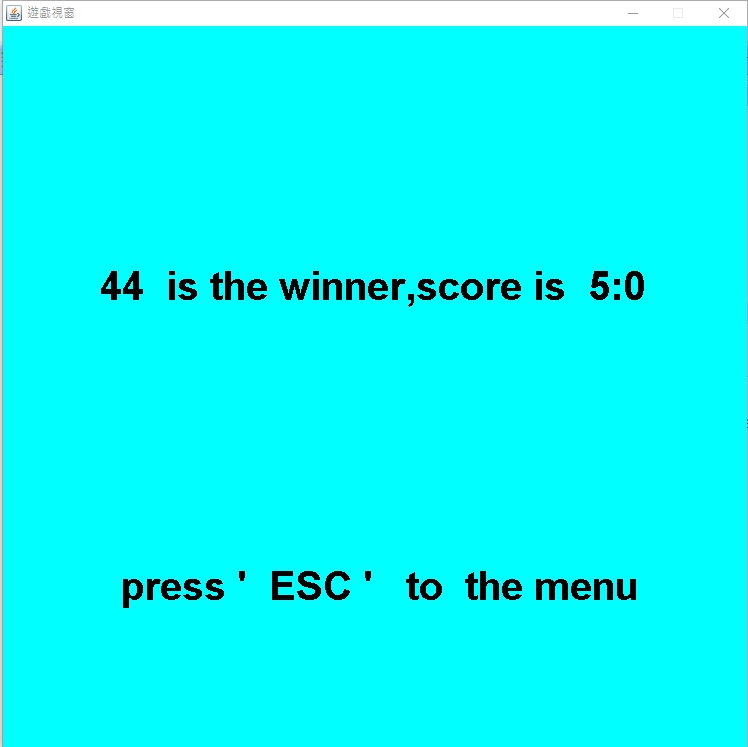 遊戲視窗
44  is the winner,score is  5:0
press '  ESC '   to  the menu